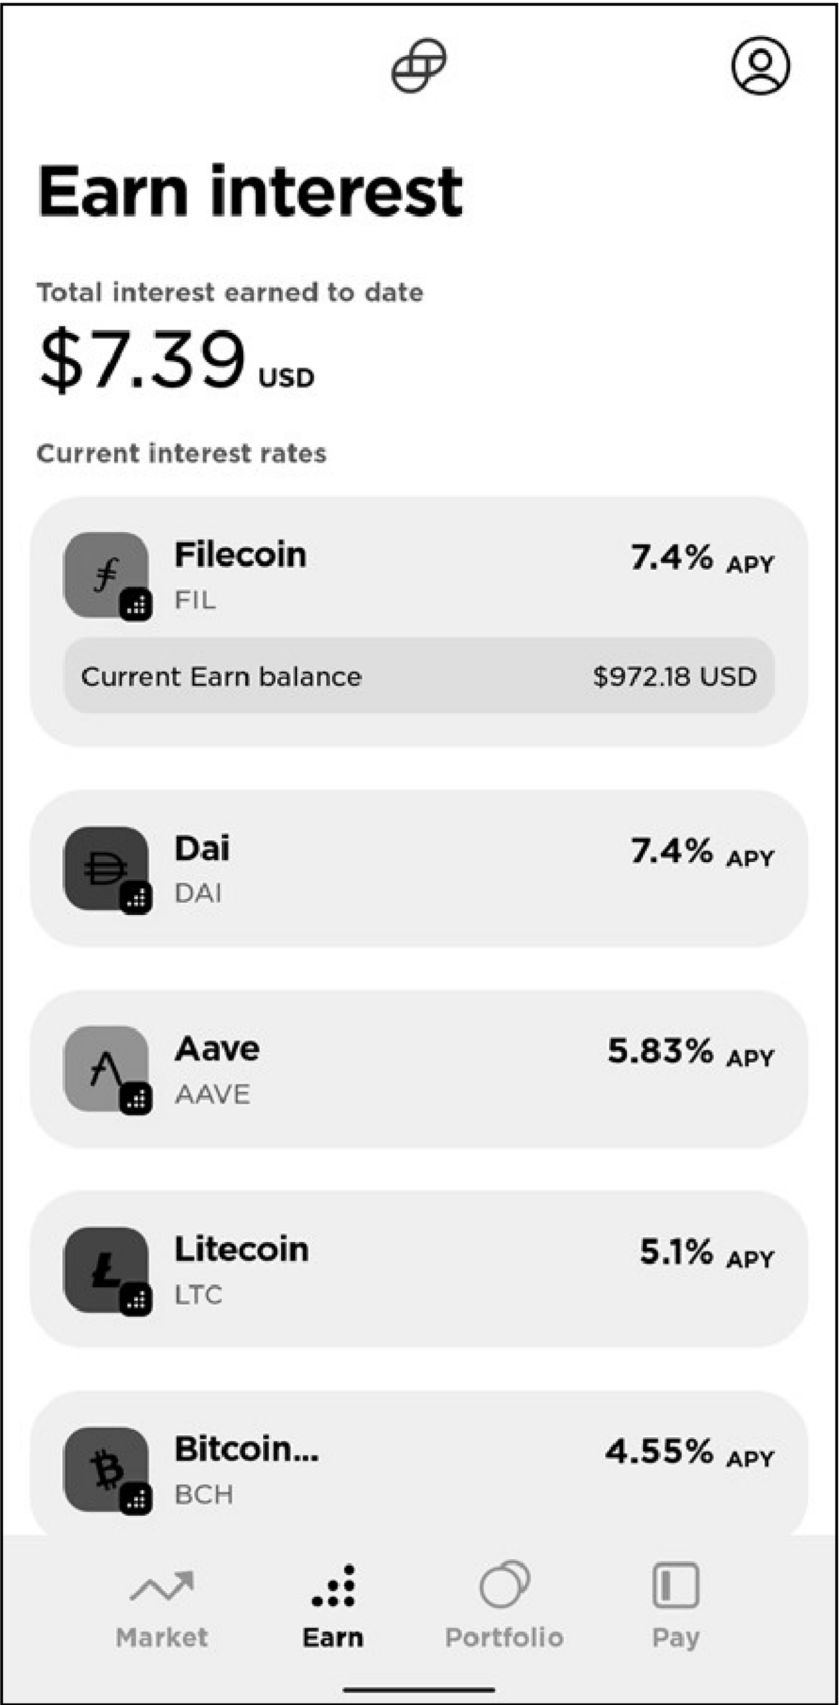 Earn interest
Total interest earned to date
$7.39 USD
Current interest rates
Filecoin 7.4% APY
FIL
Current Earn balance $972.18 USD
Dai 7.4% APY
DAI
Aave 5.83% APY
AAVE
Litecoin 5.1% APY
LTC
Bitcoin... 4.55% APY
BCH
Market Earn Portfolio Pay